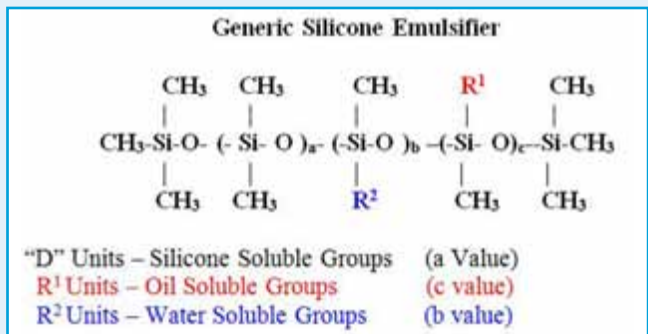 Generic Silicone Emulsifier
CH₃ CH₃ CH₃ R¹
| | | |
CH₃-Si-O- (- Si- O )ₐ- (-Si-O )b –(-Si- O)c–Si-CH₃
| | | | |
CH₃ CH₃ R² CH₃ CH₃
“D” Units – Silicone Soluble Groups (a Value)
R¹ Units – Oil Soluble Groups (c value)
R² Units – Water Soluble Groups (b value)